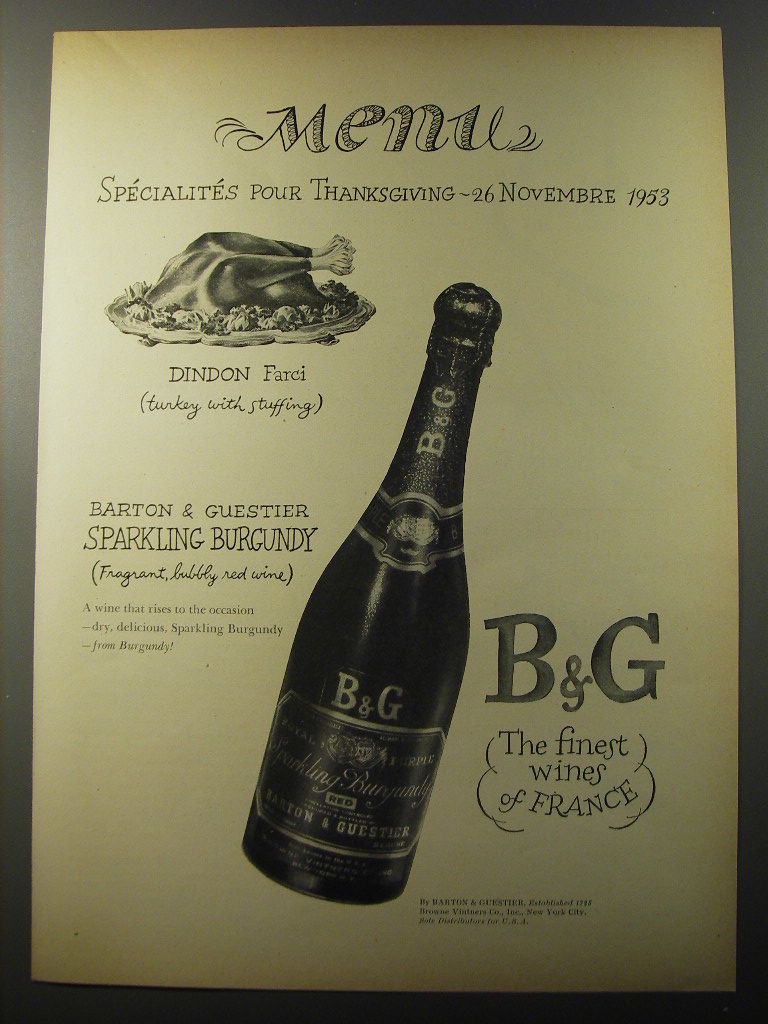 Menu
SPÉCIALITÉS POUR THANKSGIVING ~ 26 NOVEMBRE 1953
DINDON Farci
(turkey with stuffing)
BARTON & GUESTIER
SPARKLING BURGUNDY
(Fragrant, bubbly red wine)
A wine that rises to the occasion
—dry, delicious, Sparkling Burgundy
—from Burgundy!
B&G
B&G
ROYAL PURPLE
Sparkling Burgundy
RED
BARTON & GUESTIER
B&G
(The finest
wines
of FRANCE)
By BARTON & GUESTIER, Established 1725
Browne Vintners Co., Inc., New York City,
Sole Distributors for U.S.A.